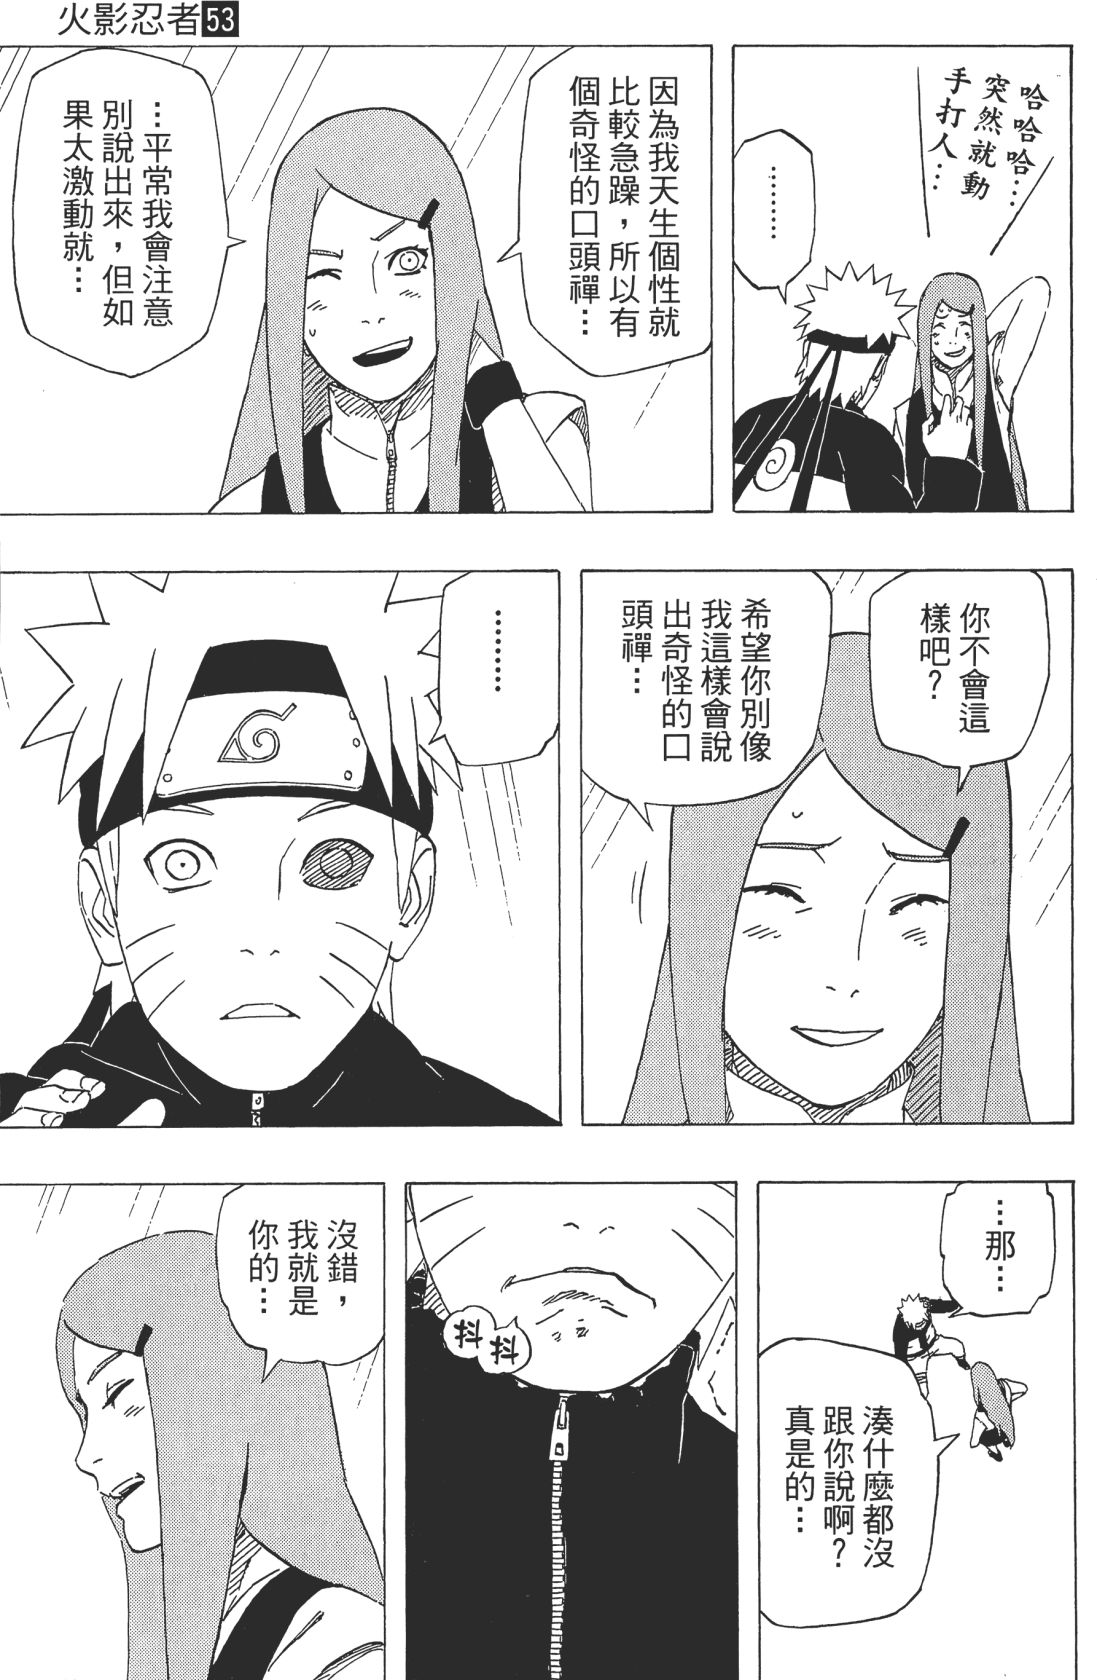 火影忍者53
哈哈哈…
突然就動
手打人…
………
因為我天生個性就
比較急躁，所以有
個奇怪的口頭禪…
…平常我會注意
別說出來，但如
果太激動就…
你不會這
樣吧？
希望你別像
我這樣會說
出奇怪的口
頭禪…
………
…那…
湊什麼都沒
跟你說啊？
真是的…
抖
抖
沒錯，
我就是
你的…